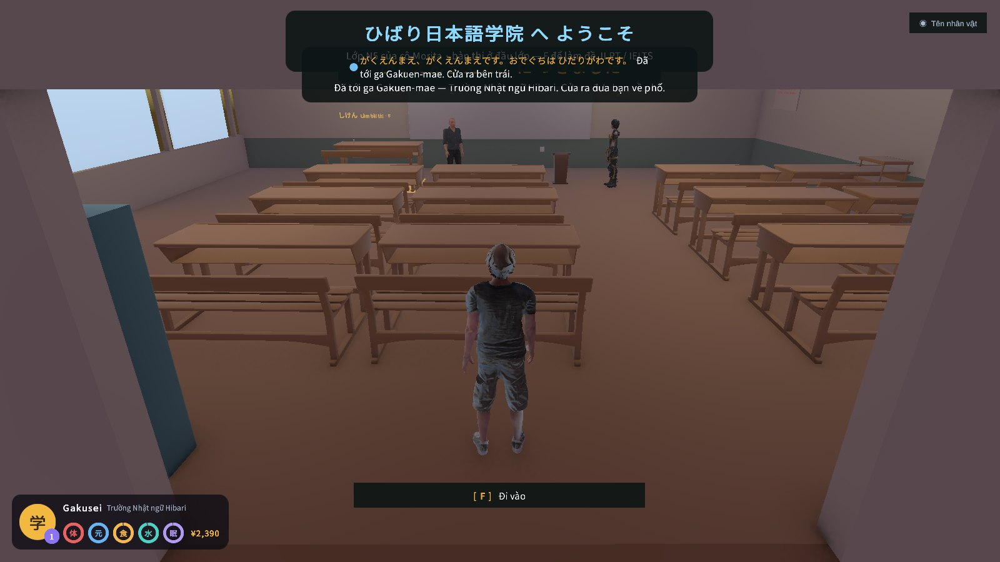 ひばり日本語学院 へ ようこそ
Lớp N5 của cô Morita — bàn thi ở đầu lớp — F để làm đề JLPT / IELTS
がくえんまえ、がくえんまえです。おでぐちは ひだりがわです。 Đã
tới ga Gakuen-mae. Cửa ra bên trái.
Đã tới ga Gakuen-mae — Trường Nhật ngữ Hibari. Cửa ra đưa bạn về phố.
Tên nhân vật
しけん Làm bài thi · F
[ F ] Đi vào
学 Gakusei Trường Nhật ngữ Hibari
1 体 元 食 水 眠 ¥2,390